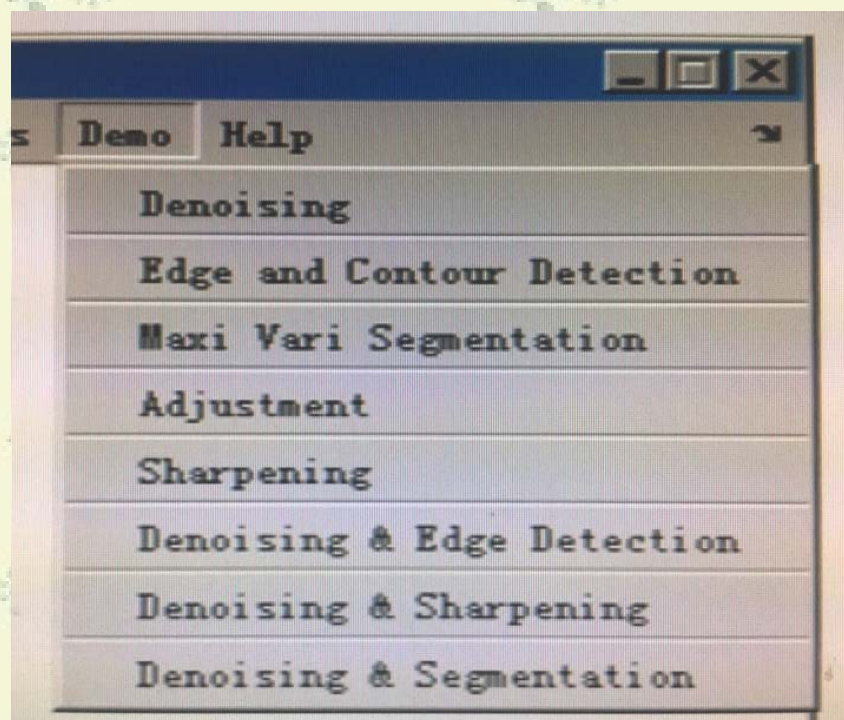 s Demo Help
Denoising
Edge and Contour Detection
Maxi Vari Segmentation
Adjustment
Sharpening
Denoising & Edge Detection
Denoising & Sharpening
Denoising & Segmentation